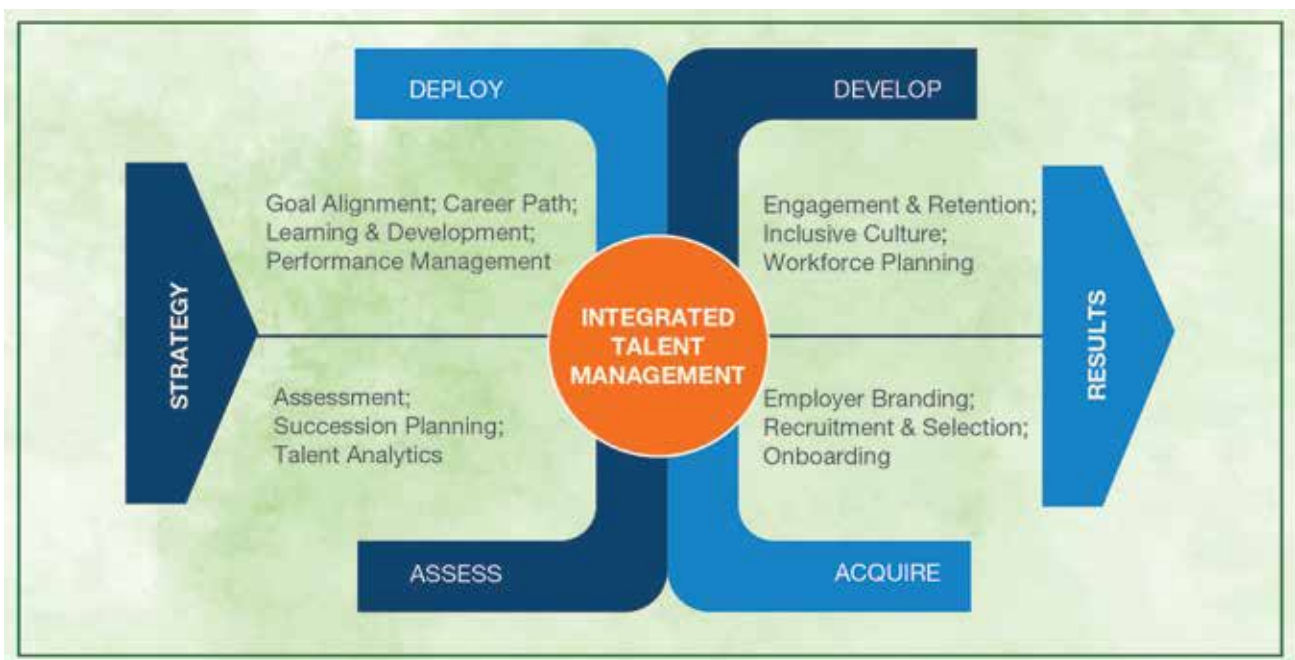 DEPLOY
DEVELOP
STRATEGY
Goal Alignment; Career Path;
Learning & Development;
Performance Management
Engagement & Retention;
Inclusive Culture;
Workforce Planning
INTEGRATED
TALENT
MANAGEMENT
RESULTS
Assessment;
Succession Planning;
Talent Analytics
Employer Branding;
Recruitment & Selection;
Onboarding
ASSESS
ACQUIRE